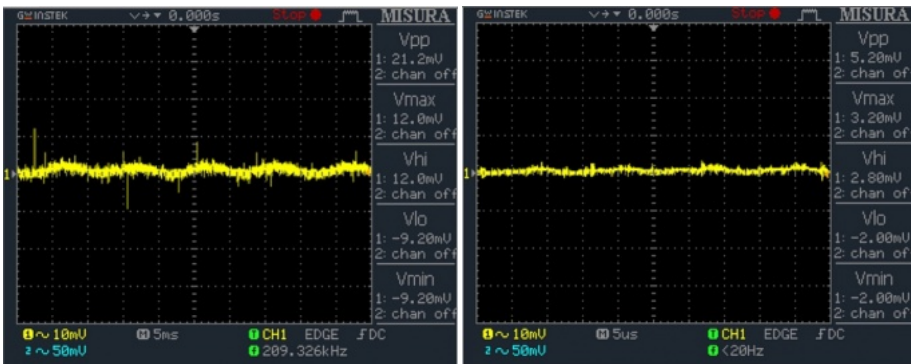 GW INSTEK 0.000s Stop MISURA
Vpp
1: 21.2mV
2: chan off
Vmax
1: 12.0mV
2: chan off
Vhi
1: 12.0mV
2: chan off
Vlo
1: -9.20mV
2: chan off
Vmin
1: -9.20mV
2: chan off
1
1 ~ 10mV M 5ms T CH1 EDGE DC
2 ~ 50mV f 209.326kHz
GW INSTEK 0.000s Stop MISURA
Vpp
1: 5.20mV
2: chan off
Vmax
1: 3.20mV
2: chan off
Vhi
1: 2.80mV
2: chan off
Vlo
1: -2.00mV
2: chan off
Vmin
1: -2.00mV
2: chan off
1
1 ~ 10mV M 5us T CH1 EDGE DC
2 ~ 50mV f <20Hz